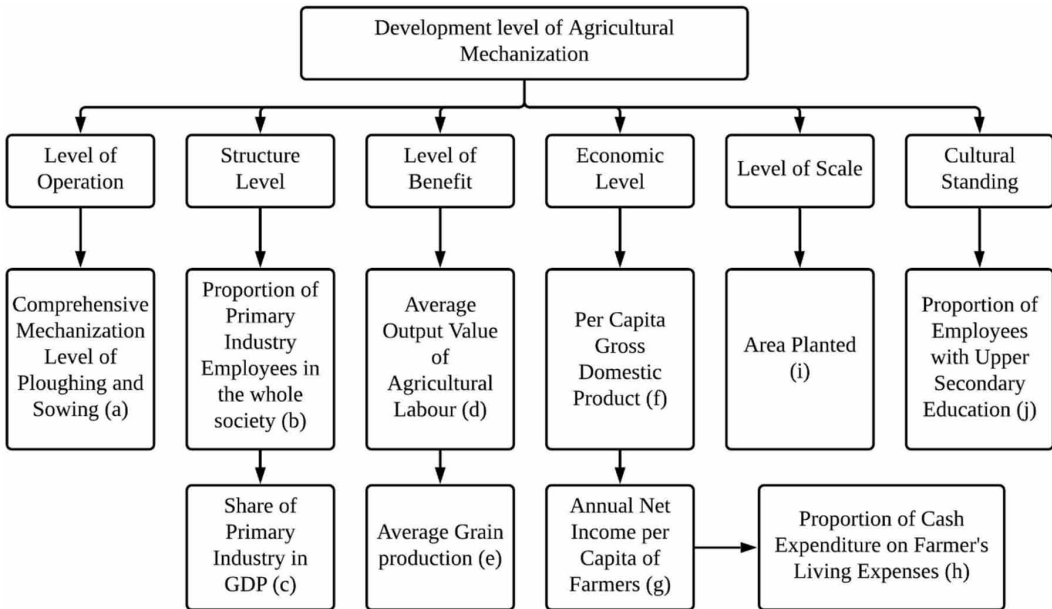 Development level of Agricultural
Mechanization
Level of
Operation
Structure
Level
Level of
Benefit
Economic
Level
Level of Scale
Cultural
Standing
Comprehensive
Mechanization
Level of
Ploughing and
Sowing (a)
Proportion of
Primary
Industry
Employees in
the whole
society (b)
Average
Output Value
of
Agricultural
Labour (d)
Per Capita
Gross
Domestic
Product (f)
Area Planted
(i)
Proportion of
Employees
with Upper
Secondary
Education (j)
Share of
Primary
Industry in
GDP (c)
Average Grain
production (e)
Annual Net
Income per
Capita of
Farmers (g)
Proportion of Cash
Expenditure on Farmer's
Living Expenses (h)